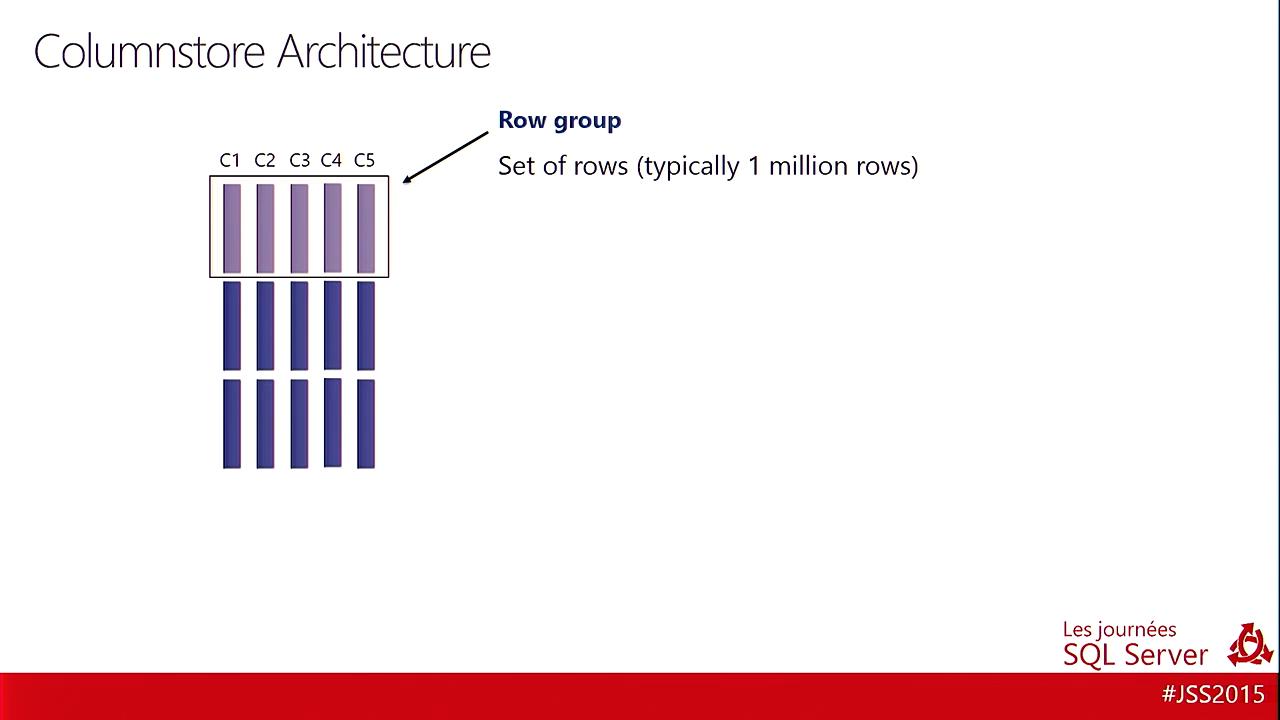 Columnstore Architecture
Row group
Set of rows (typically 1 million rows)
C1 C2 C3 C4 C5
Les journées
SQL Server
#JSS2015